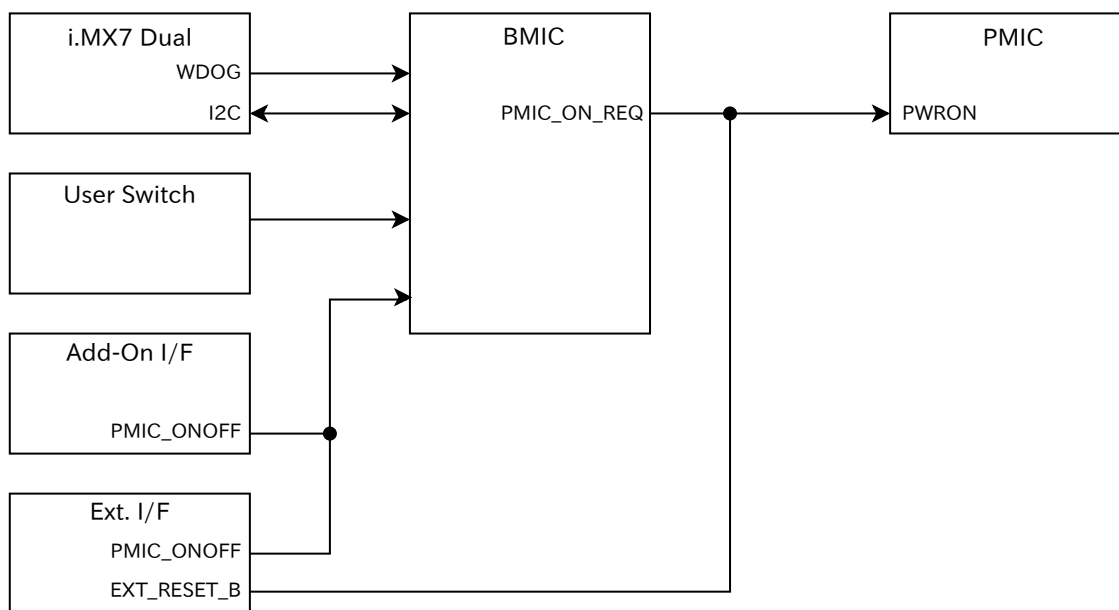 i.MX7 Dual
WDOG
I2C
User Switch
Add-On I/F
PMIC_ONOFF
Ext. I/F
PMIC_ONOFF
EXT_RESET_B
BMIC
PMIC_ON_REQ
PMIC
PWRON